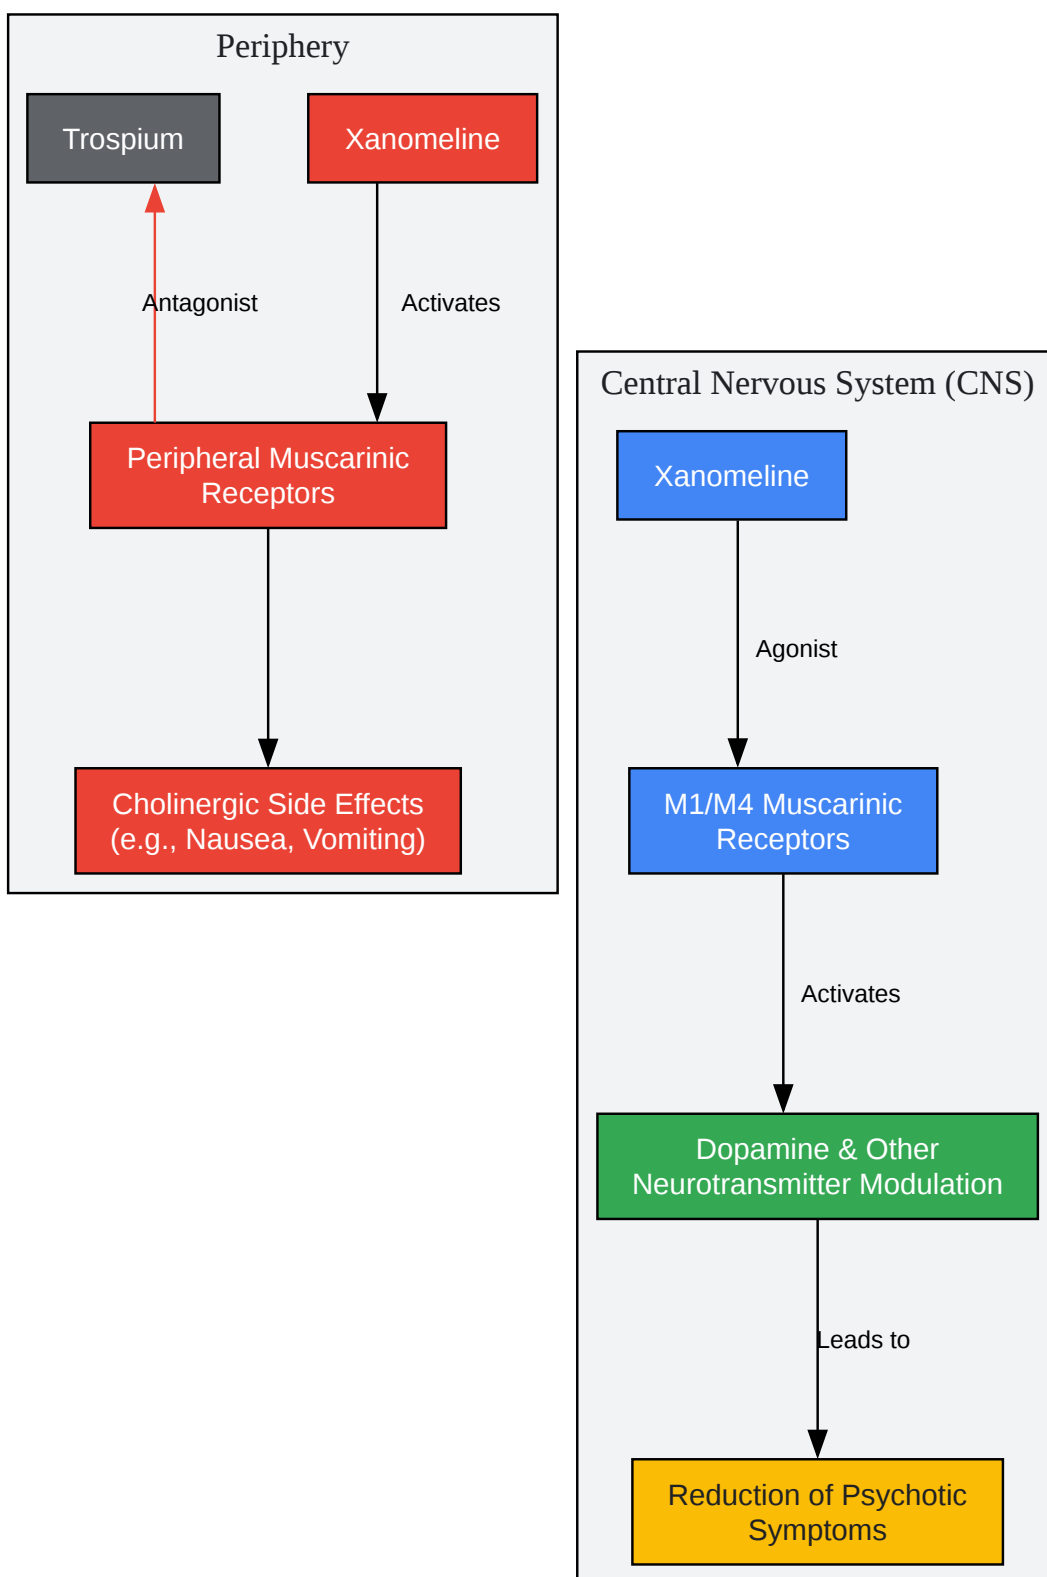 Periphery
Trospium
Xanomeline
Antagonist
Activates
Peripheral Muscarinic
Receptors
Cholinergic Side Effects
(e.g., Nausea, Vomiting)
Central Nervous System (CNS)
Xanomeline
Agonist
M1/M4 Muscarinic
Receptors
Activates
Dopamine & Other
Neurotransmitter Modulation
Leads to
Reduction of Psychotic
Symptoms